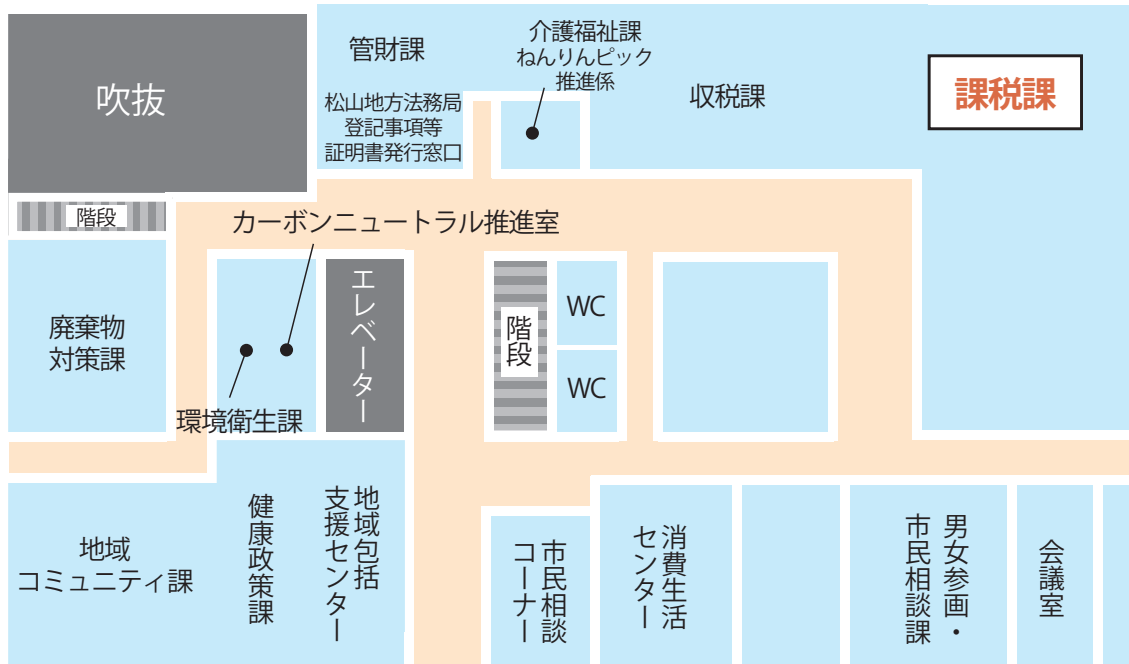 吹抜
管財課
松山地方法務局
登記事項等
証明書発行窓口
介護福祉課
ねんりんピック
推進係
収税課
課税課
階段
カーボンニュートラル推進室
廃棄物
対策課
環境衛生課
エレベーター
階段
WC
WC
地域
コミュニティ課
健康政策課
地域包括
支援センター
市民相談
コーナー
消費生活
センター
男女参画・
市民相談課
会議室